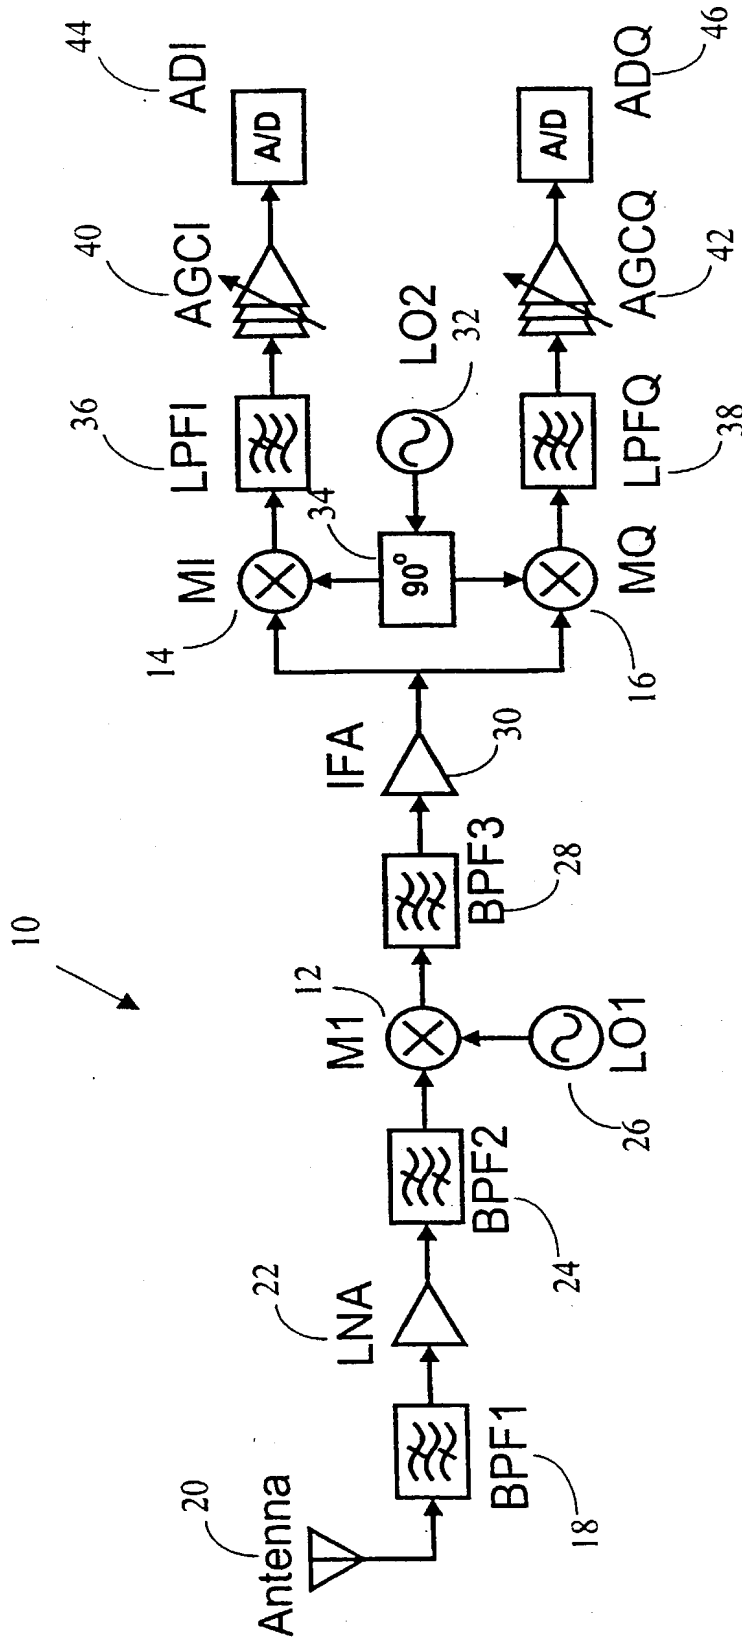 10
20
Antenna
BPF1
18
22
LNA
BPF2
24
12
M1
26
LO1
BPF3
28
IFA
30
14
MI
34
90°
LO2
32
16
MQ
36
LPFI
40
AGCI
44
ADI
A/D
LPFQ
38
AGCQ
42
A/D
ADQ
46